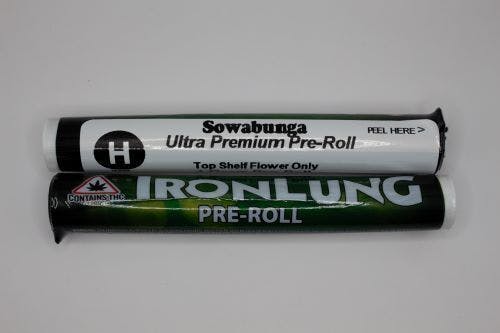 Sowabunga
Ultra Premium Pre-Roll
PEEL HERE >
H
Top Shelf Flower Only
IRONLUNG
CONTAINS THC
PRE-ROLL